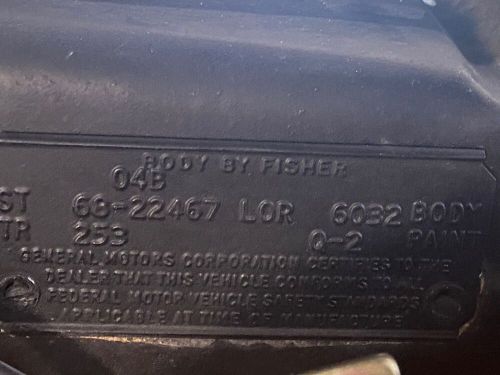 BODY BY FISHER
04B
ST 68-22467 LOR 6032 BODY
TR 253 Q-2 PAINT
GENERAL MOTORS CORPORATION CERTIFIES TO THE
DEALER THAT THIS VEHICLE CONFORMS TO ALL
FEDERAL MOTOR VEHICLE SAFETY STANDARDS
APPLICABLE AT TIME OF MANUFACTURE